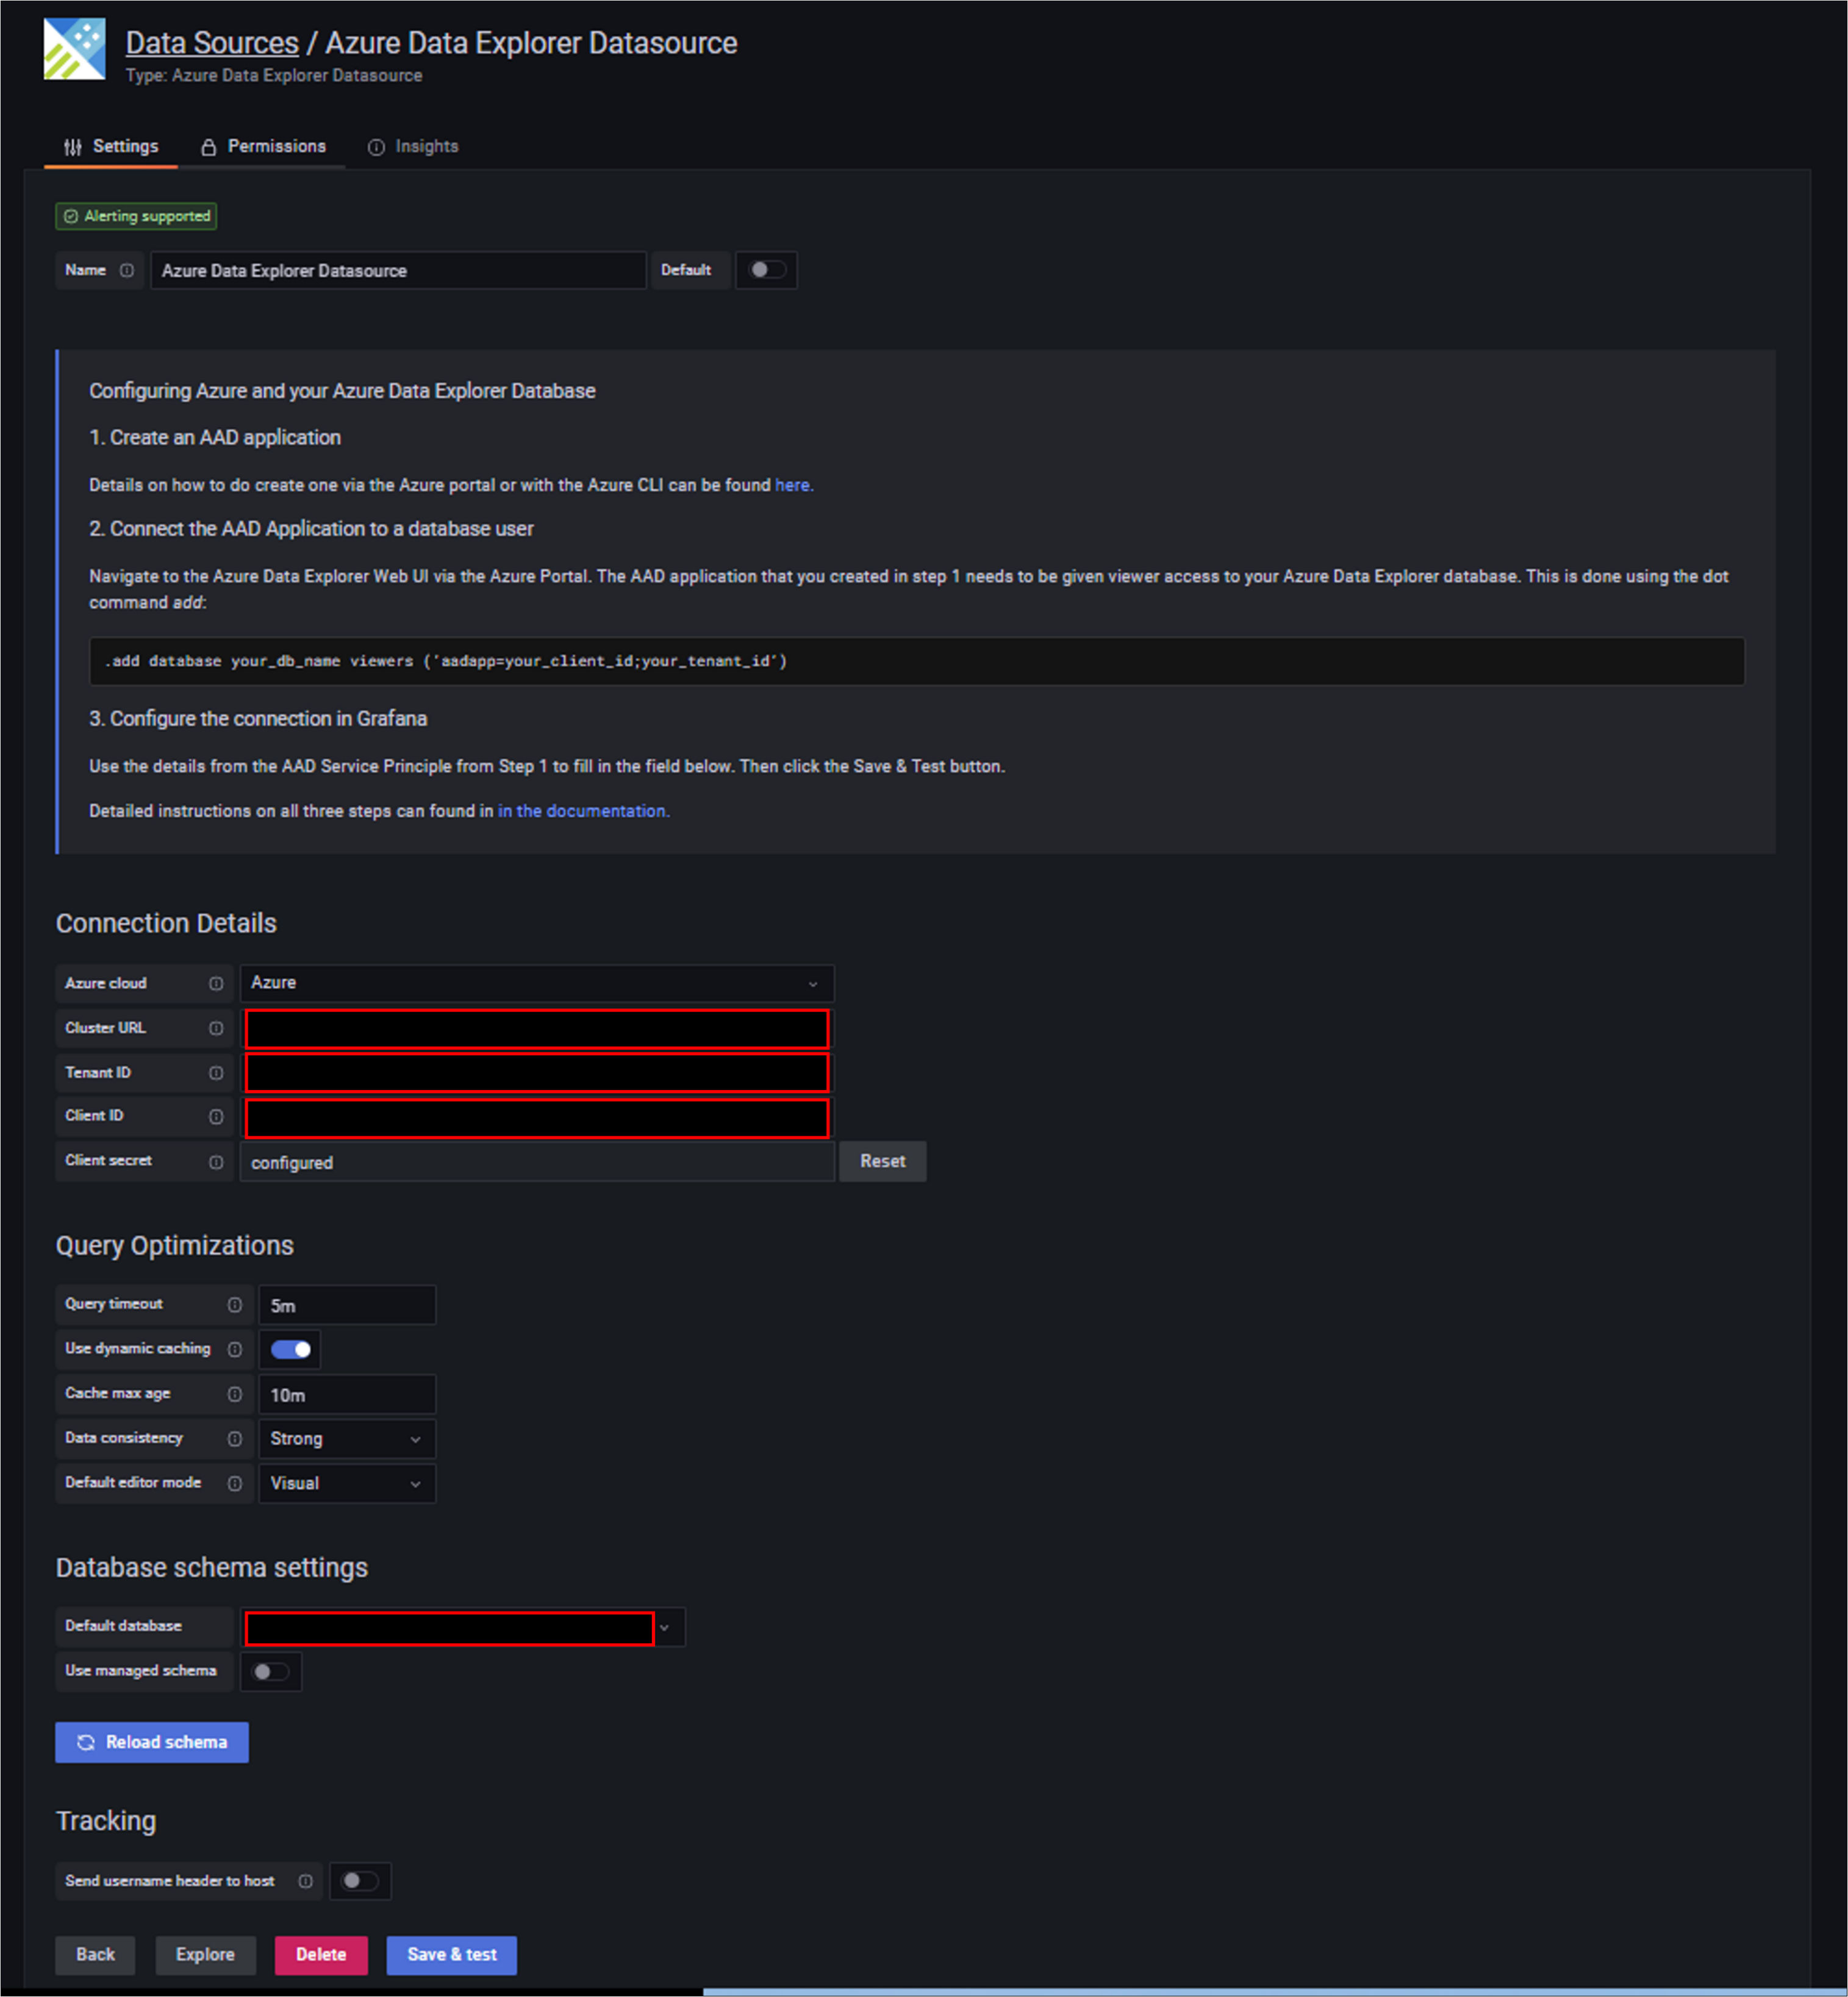 Data Sources / Azure Data Explorer Datasource
Type: Azure Data Explorer Datasource
Settings Permissions Insights
Alerting supported
Name Azure Data Explorer Datasource Default
Configuring Azure and your Azure Data Explorer Database
1. Create an AAD application
Details on how to do create one via the Azure portal or with the Azure CLI can be found here.
2. Connect the AAD Application to a database user
Navigate to the Azure Data Explorer Web UI via the Azure Portal. The AAD application that you created in step 1 needs to be given viewer access to your Azure Data Explorer database. This is done using the dot
command add:
.add database your_db_name viewers ('aadapp=your_client_id;your_tenant_id')
3. Configure the connection in Grafana
Use the details from the AAD Service Principle from Step 1 to fill in the field below. Then click the Save & Test button.
Detailed instructions on all three steps can found in in the documentation.
Connection Details
Azure cloud Azure
Cluster URL
Tenant ID
Client ID
Client secret configured Reset
Query Optimizations
Query timeout 5m
Use dynamic caching
Cache max age 10m
Data consistency Strong
Default editor mode Visual
Database schema settings
Default database
Use managed schema
Reload schema
Tracking
Send username header to host
Back Explore Delete Save & test